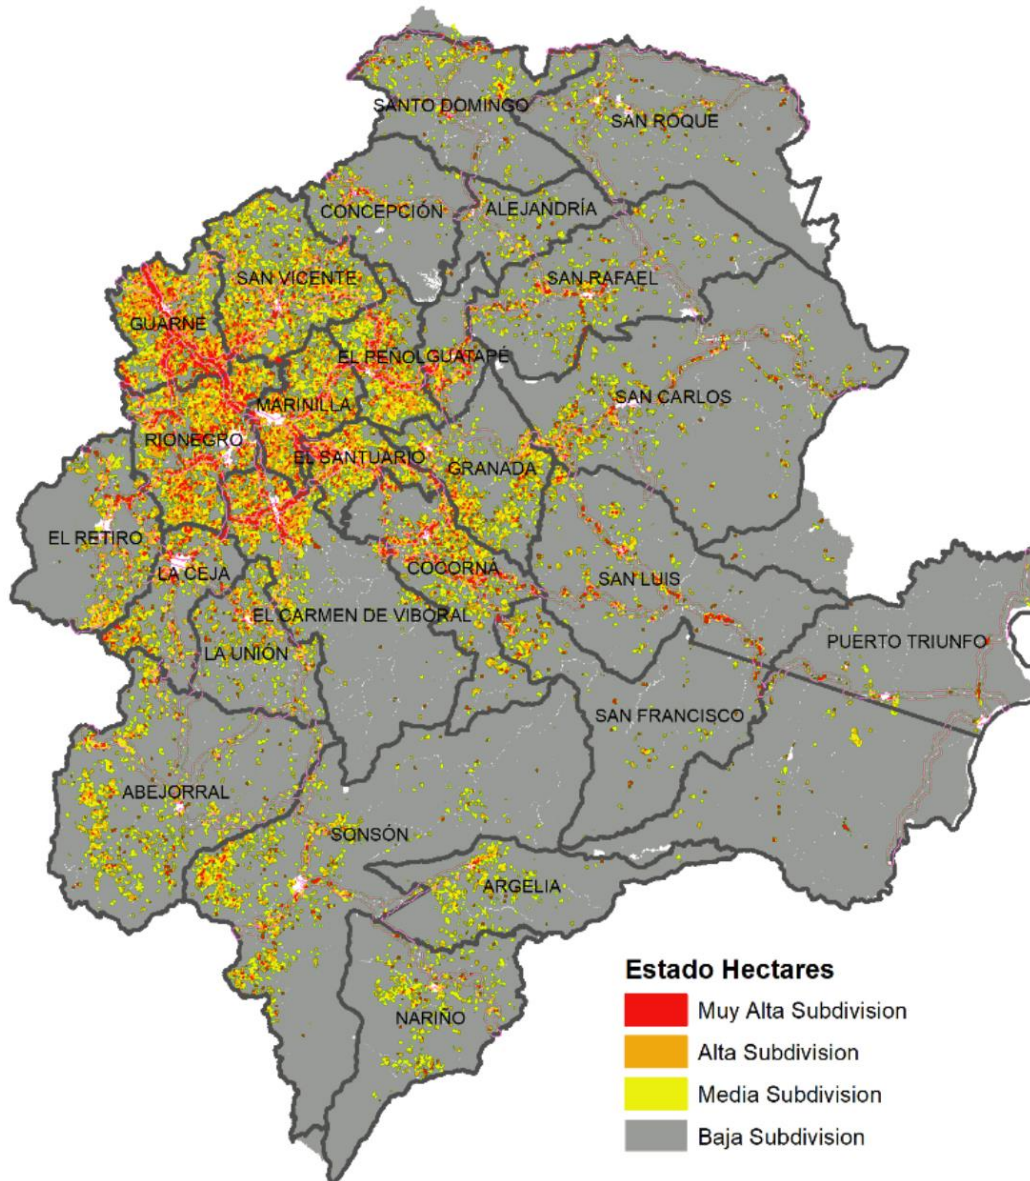 SANTO DOMINGO
SAN ROQUE
CONCEPCIÓN
ALEJANDRÍA
SAN VICENTE
SAN RAFAEL
GUARNE
EL PEÑOL
GUATAPÉ
SAN CARLOS
MARINILLA
RIONEGRO
EL SANTUARIO
GRANADA
EL RETIRO
LA CEJA
COCORNÁ
SAN LUIS
EL CARMEN DE VIBORAL
PUERTO TRIUNFO
LA UNIÓN
SAN FRANCISCO
ABEJORRAL
SONSÓN
ARGELIA
NARIÑO
Estado Hectares
Muy Alta Subdivision
Alta Subdivision
Media Subdivision
Baja Subdivision